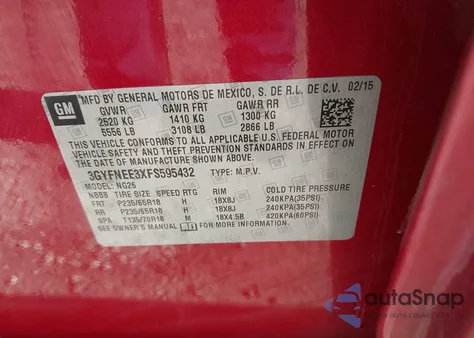 GM
MFD BY GENERAL MOTORS DE MEXICO, S. DE R.L. DE C.V. 02/15
GVWR GAWR FRT GAWR RR
2520 KG 1410 KG 1300 KG
5556 LB 3108 LB 2866 LB
THIS VEHICLE CONFORMS TO ALL APPLICABLE U.S. FEDERAL MOTOR
VEHICLE SAFETY, BUMPER, AND THEFT PREVENTION STANDARDS IN
EFFECT ON THE DATE OF MANUFACTURE SHOWN ABOVE.
3GYFNEE3XFS595432 TYPE: M.P.V.
NAME: NG26
NBBB TIRE SIZE SPEED RTG RIM COLD TIRE PRESSURE
FRT P235/65R18 H 18X8J 240KPA(35PSI)
RR P235/65R18 H 18X8J 240KPA(35PSI)
SPA T135/70R18 M 18X4.5B 420KPA(60PSI)
SEE OWNER'S MANUAL FOR MORE INFORMATION.
autaSnap